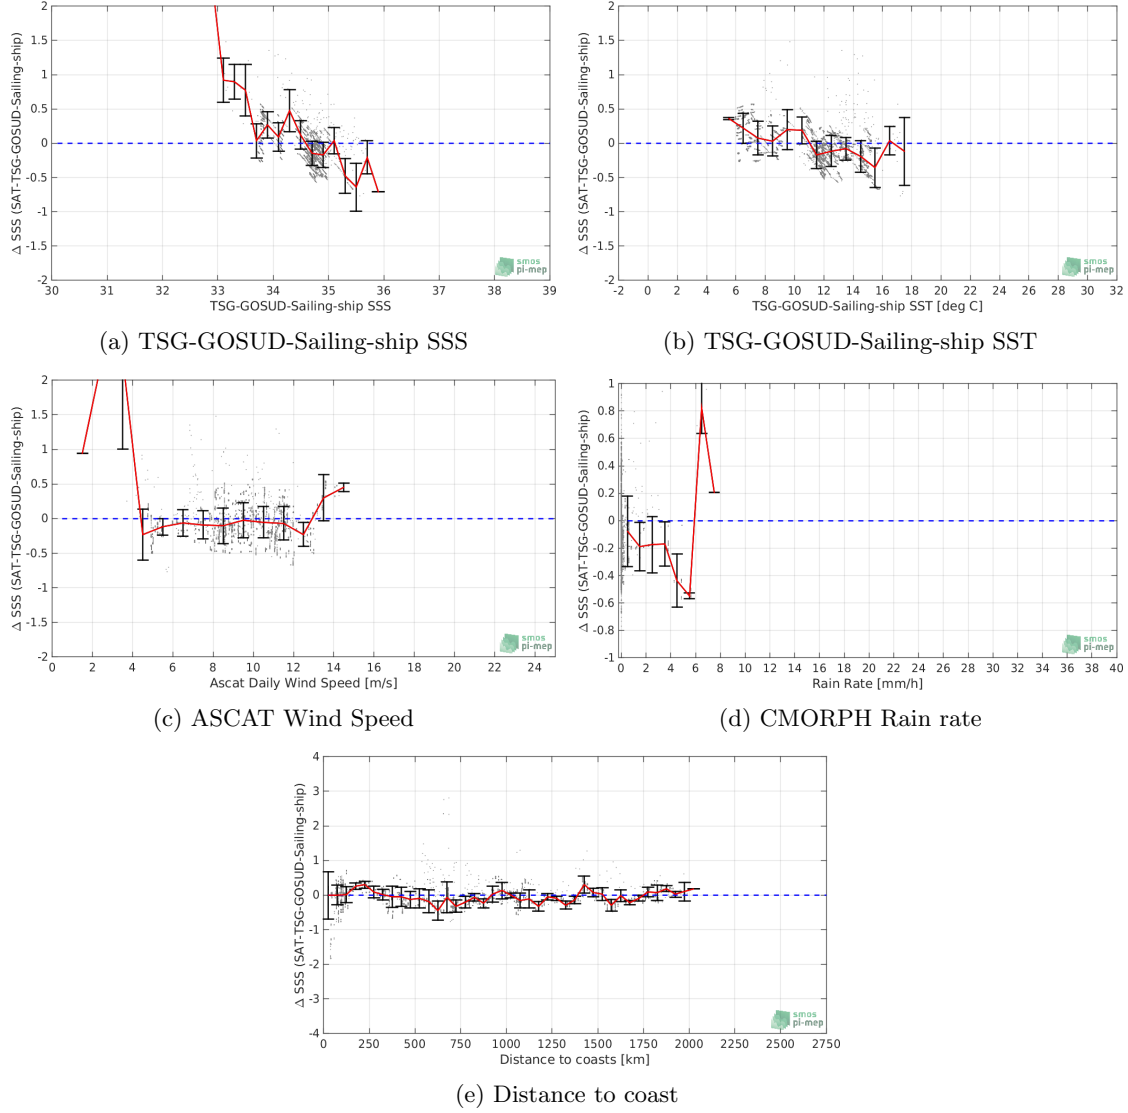 2
1.5
1
0.5
0
-0.5
-1
-1.5
-2
Δ SSS (SAT-TSG-GOSUD-Sailing-ship)
30 31 32 33 34 35 36 37 38 39
TSG-GOSUD-Sailing-ship SSS
smos
pi-mep
(a) TSG-GOSUD-Sailing-ship SSS
2
1.5
1
0.5
0
-0.5
-1
-1.5
-2
Δ SSS (SAT-TSG-GOSUD-Sailing-ship)
-2 0 2 4 6 8 10 12 14 16 18 20 22 24 26 28 30 32
TSG-GOSUD-Sailing-ship SST [deg C]
smos
pi-mep
(b) TSG-GOSUD-Sailing-ship SST
2
1.5
1
0.5
0
-0.5
-1
-1.5
-2
Δ SSS (SAT-TSG-GOSUD-Sailing-ship)
0 2 4 6 8 10 12 14 16 18 20 22 24
Ascat Daily Wind Speed [m/s]
smos
pi-mep
(c) ASCAT Wind Speed
1
0.8
0.6
0.4
0.2
0
-0.2
-0.4
-0.6
-0.8
-1
Δ SSS (SAT-TSG-GOSUD-Sailing-ship)
0 2 4 6 8 10 12 14 16 18 20 22 24 26 28 30 32 34 36 38 40
Rain Rate [mm/h]
smos
pi-mep
(d) CMORPH Rain rate
4
3
2
1
0
-1
-2
-3
-4
Δ SSS (SAT-TSG-GOSUD-Sailing-ship)
0 250 500 750 1000 1250 1500 1750 2000 2250 2500 2750
Distance to coasts [km]
smos
pi-mep
(e) Distance to coast